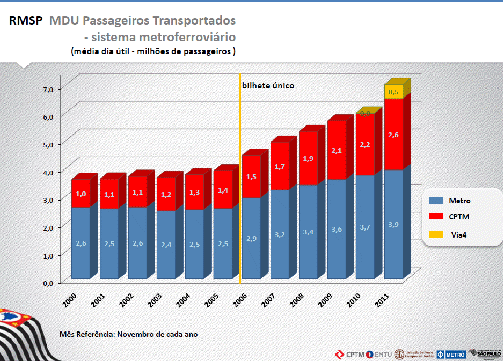 RMSP MDU Passageiros Transportados
- sistema metroferroviário
(média dia útil - milhões de passageiros )
bilhete único
7,0
6,0
5,0
4,0
3,0
2,0
1,0
0,0
1,0 1,1 1,1 1,2 1,3 1,4 1,5 1,7 1,9 2,1 2,2 2,6
2,6 2,5 2,6 2,4 2,5 2,5 2,9 3,2 3,4 3,6 3,7 3,9
2000 2001 2002 2003 2004 2005 2006 2007 2008 2009 2010 2011
Metro
CPTM
Via4
Mês Referência: Novembro de cada ano
CPTM EMTU METRÔ